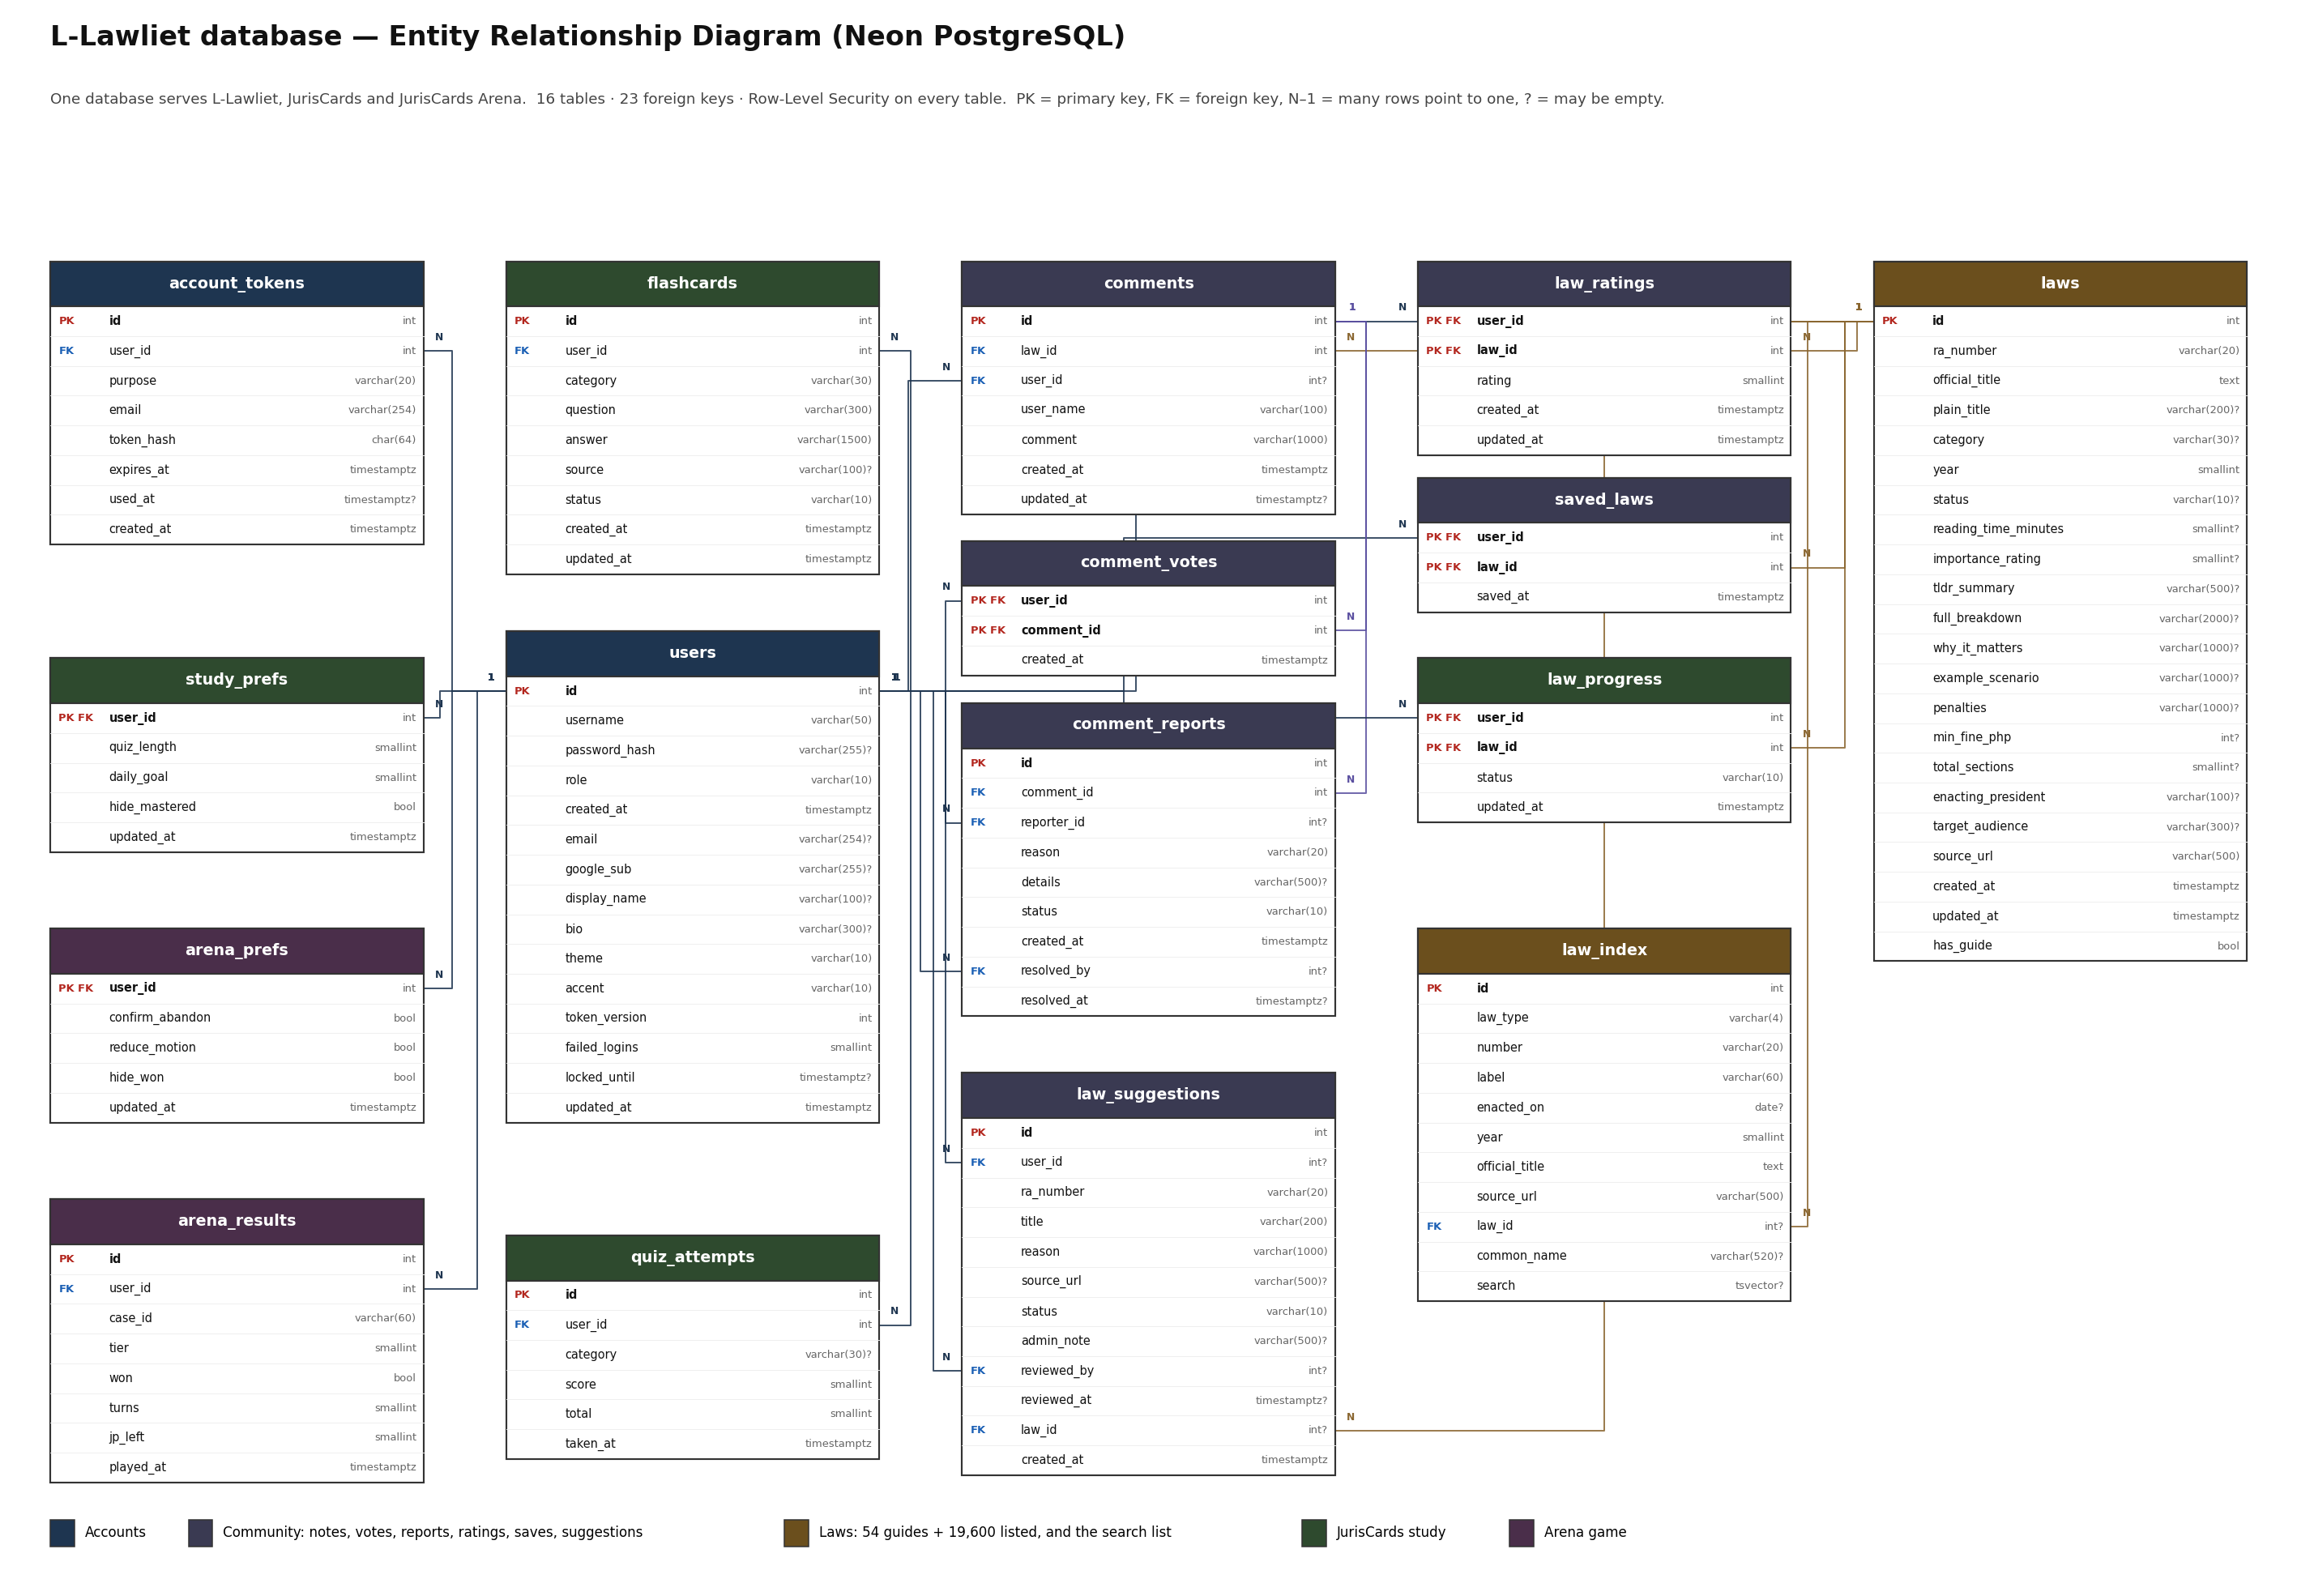 L-Lawliet database — Entity Relationship Diagram (Neon PostgreSQL)
One database serves L-Lawliet, JurisCards and JurisCards Arena. 16 tables · 23 foreign keys · Row-Level Security on every table. PK = primary key, FK = foreign key, N–1 = many rows point to one, ? = may be empty.
account_tokens
PK id int
FK user_id int
purpose varchar(20)
email varchar(254)
token_hash char(64)
expires_at timestamptz
used_at timestamptz?
created_at timestamptz
N
study_prefs
PK FK user_id int
quiz_length smallint
daily_goal smallint
hide_mastered bool
updated_at timestamptz
N
arena_prefs
PK FK user_id int
confirm_abandon bool
reduce_motion bool
hide_won bool
updated_at timestamptz
N
arena_results
PK id int
FK user_id int
case_id varchar(60)
tier smallint
won bool
turns smallint
jp_left smallint
played_at timestamptz
N
flashcards
PK id int
FK user_id int
category varchar(30)
question varchar(300)
answer varchar(1500)
source varchar(100)?
status varchar(10)
created_at timestamptz
updated_at timestamptz
N
1
users
1
PK id int
username varchar(50)
password_hash varchar(255)?
role varchar(10)
created_at timestamptz
email varchar(254)?
google_sub varchar(255)?
display_name varchar(100)?
bio varchar(300)?
theme varchar(10)
accent varchar(10)
token_version int
failed_logins smallint
locked_until timestamptz?
updated_at timestamptz
quiz_attempts
PK id int
FK user_id int
category varchar(30)?
score smallint
total smallint
taken_at timestamptz
N
comments
PK id int
FK law_id int
FK user_id int?
user_name varchar(100)
comment varchar(1000)
created_at timestamptz
updated_at timestamptz?
1
N
N
comment_votes
PK FK user_id int
PK FK comment_id int
created_at timestamptz
N
N
comment_reports
PK id int
FK comment_id int
FK reporter_id int?
reason varchar(20)
details varchar(500)?
status varchar(10)
created_at timestamptz
FK resolved_by int?
resolved_at timestamptz?
N
N
N
law_suggestions
PK id int
FK user_id int?
ra_number varchar(20)
title varchar(200)
reason varchar(1000)
source_url varchar(500)?
status varchar(10)
admin_note varchar(500)?
FK reviewed_by int?
reviewed_at timestamptz?
FK law_id int?
created_at timestamptz
N
N
N
law_ratings
PK FK user_id int
PK FK law_id int
rating smallint
created_at timestamptz
updated_at timestamptz
N
N
saved_laws
PK FK user_id int
PK FK law_id int
saved_at timestamptz
N
N
law_progress
PK FK user_id int
PK FK law_id int
status varchar(10)
updated_at timestamptz
N
N
law_index
PK id int
law_type varchar(4)
number varchar(20)
label varchar(60)
enacted_on date?
year smallint
official_title text
source_url varchar(500)
FK law_id int?
common_name varchar(520)?
search tsvector?
N
1
laws
PK id int
ra_number varchar(20)
official_title text
plain_title varchar(200)?
category varchar(30)?
year smallint
status varchar(10)?
reading_time_minutes smallint?
importance_rating smallint?
tldr_summary varchar(500)?
full_breakdown varchar(2000)?
why_it_matters varchar(1000)?
example_scenario varchar(1000)?
penalties varchar(1000)?
min_fine_php int?
total_sections smallint?
enacting_president varchar(100)?
target_audience varchar(300)?
source_url varchar(500)
created_at timestamptz
updated_at timestamptz
has_guide bool
Accounts
Community: notes, votes, reports, ratings, saves, suggestions
Laws: 54 guides + 19,600 listed, and the search list
JurisCards study
Arena game